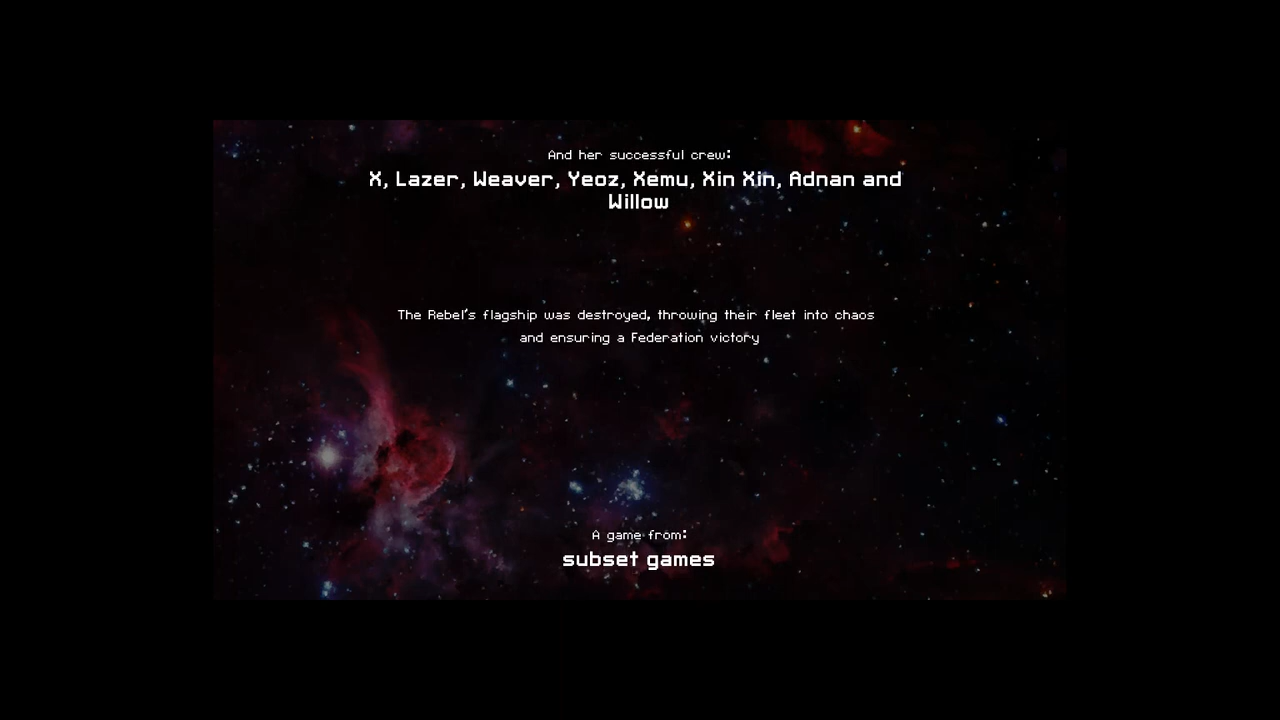 And her successful crew:
X, Lazer, Weaver, Yeoz, Xemu, Xin Xin, Adnan and
Willow
The Rebel's flagship was destroyed, throwing their fleet into chaos
and ensuring a Federation victory
A game from:
subset games